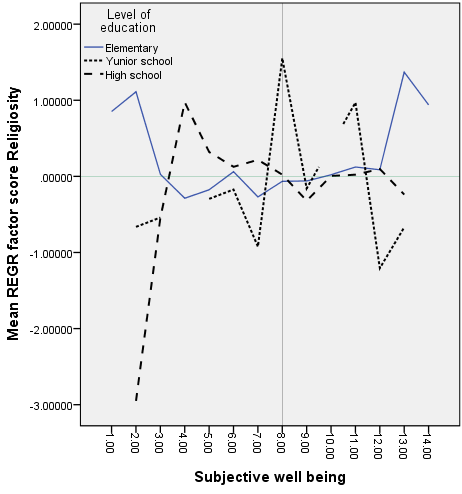 Level of
education
Elementary
Yunior school
High school
2.00000
1.00000
.00000
-1.00000
-2.00000
-3.00000
Mean REGR factor score Religiosity
1.00
2.00
3.00
4.00
5.00
6.00
7.00
8.00
9.00
10.00
11.00
12.00
13.00
14.00
Subjective well being